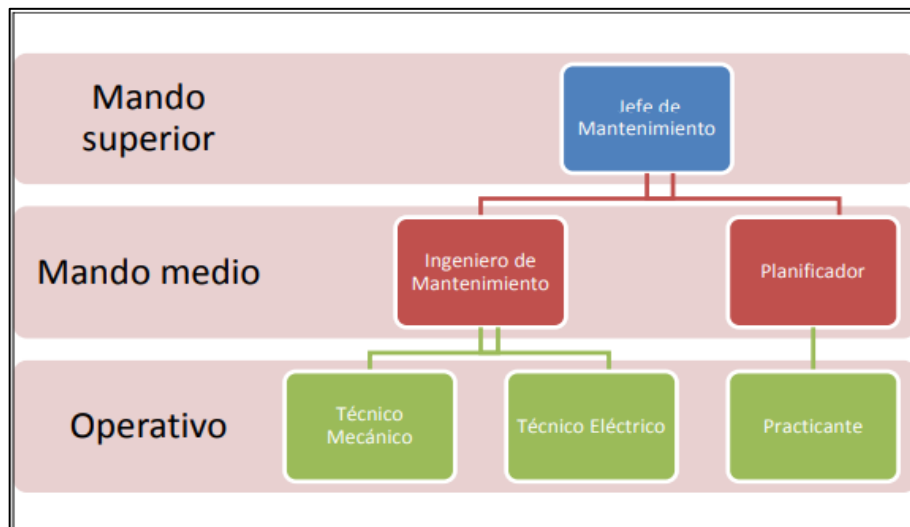 Mando
superior
Jefe de
Mantenimiento
Mando medio
Ingeniero de
Mantenimiento
Planificador
Operativo
Técnico
Mecánico
Técnico Eléctrico
Practicante